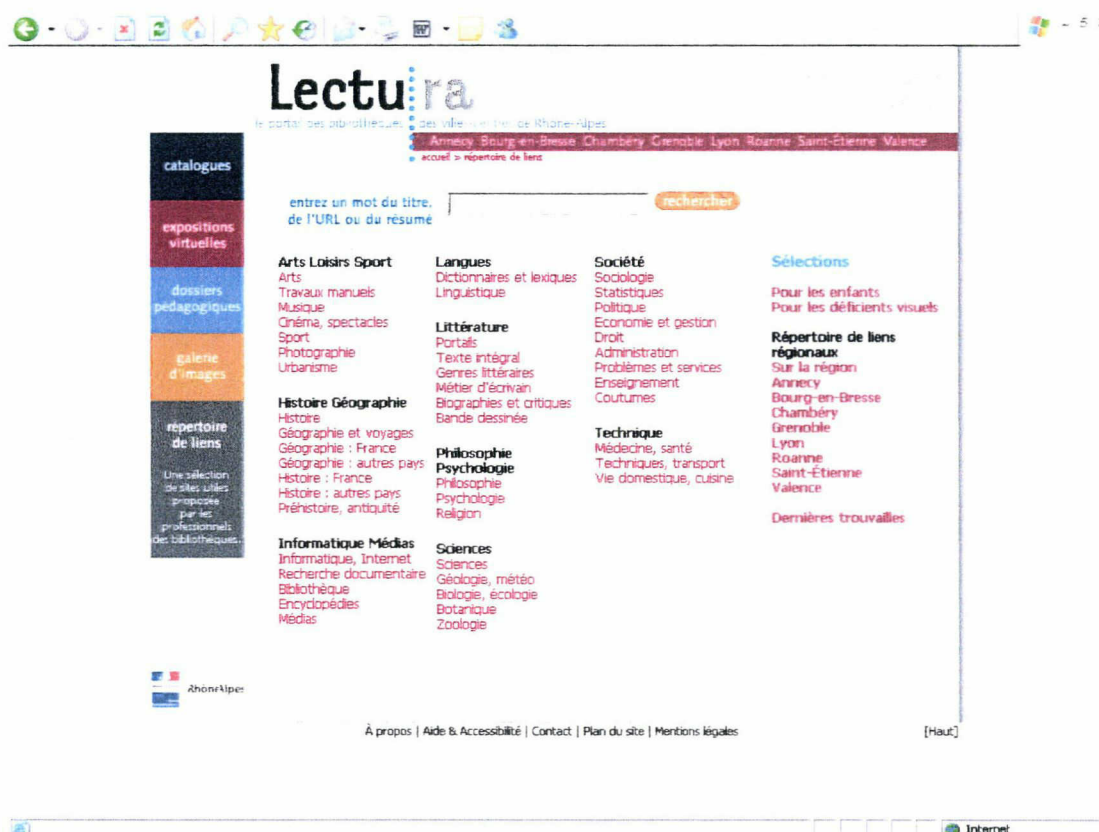 Lectura
le portail des bibliothèques des villes-centres de Rhône-Alpes
Annecy Bourg-en-Bresse Chambéry Grenoble Lyon Roanne Saint-Étienne Valence
accueil > répertoire de liens
catalogues
expositions
virtuelles
dossiers
pédagogiques
galerie
d'images
répertoire
de liens
Une sélection
de sites utiles
proposée
par les
professionnels
des bibliothèques.
entrez un mot du titre,
de l'URL ou du résumé
rechercher
Arts Loisirs Sport
Arts
Travaux manuels
Musique
Cinéma, spectacles
Sport
Photographie
Urbanisme
Histoire Géographie
Histoire
Géographie et voyages
Géographie : France
Géographie : autres pays
Histoire : France
Histoire : autres pays
Préhistoire, antiquité
Informatique Médias
Informatique, Internet
Recherche documentaire
Bibliothèque
Encyclopédies
Médias
Langues
Dictionnaires et lexiques
Linguistique
Littérature
Portails
Texte intégral
Genres littéraires
Métier d'écrivain
Biographies et critiques
Bande dessinée
Philosophie
Psychologie
Philosophie
Psychologie
Religion
Sciences
Sciences
Géologie, météo
Biologie, écologie
Botanique
Zoologie
Société
Sociologie
Statistiques
Politique
Economie et gestion
Droit
Administration
Problèmes et services
Enseignement
Coutumes
Technique
Médecine, santé
Techniques, transport
Vie domestique, cuisine
Sélections
Pour les enfants
Pour les déficients visuels
Répertoire de liens
régionaux
Sur la région
Annecy
Bourg-en-Bresse
Chambéry
Grenoble
Lyon
Roanne
Saint-Étienne
Valence
Dernières trouvailles
RhôneAlpes
À propos | Aide & Accessibilité | Contact | Plan du site | Mentions légales
[Haut]
Internet